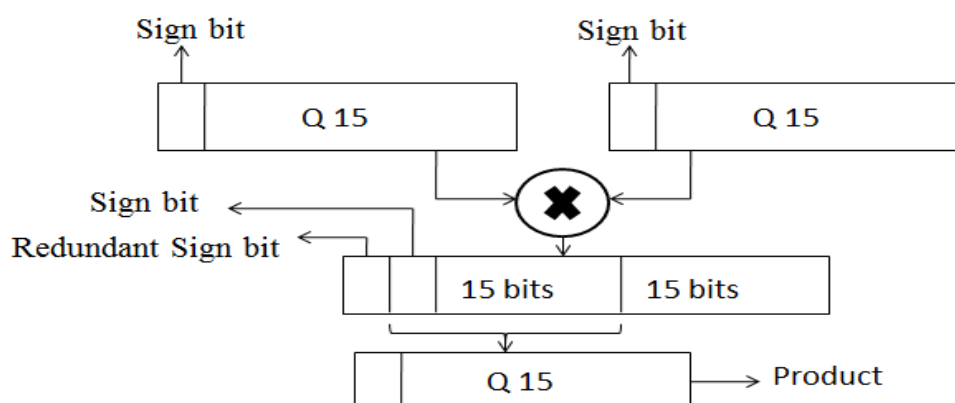 Sign bit
Sign bit
Q 15
Q 15
Sign bit
Redundant Sign bit
15 bits
15 bits
Q 15
Product